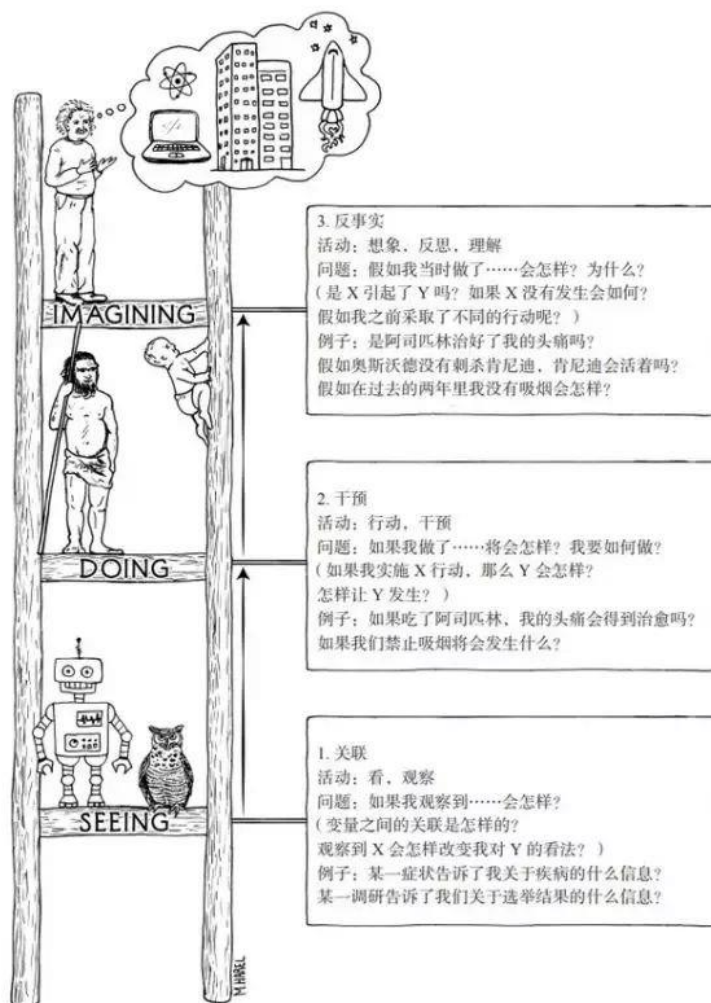 IMAGINING
3. 反事实
活动：想象，反思，理解
问题：假如我当时做了……会怎样？为什么？
（是 X 引起了 Y 吗？如果 X 没有发生会如何？
假如我之前采取了不同的行动呢？）
例子：是阿司匹林治好了我的头痛吗？
假如奥斯沃德没有刺杀肯尼迪，肯尼迪会活着吗？
假如在过去的两年里我没有吸烟会怎样？
DOING
2. 干预
活动：行动，干预
问题：如果我做了……将会怎样？我要如何做？
（如果我实施 X 行动，那么 Y 会怎样？
怎样让 Y 发生？）
例子：如果吃了阿司匹林，我的头痛会得到治愈吗？
如果我们禁止吸烟将会发生什么？
SEEING
1. 关联
活动：看，观察
问题：如果我观察到……会怎样？
（变量之间的关联是怎样的？
观察到 X 会怎样改变我对 Y 的看法？）
例子：某一症状告诉了我关于疾病的什么信息？
某一调研告诉了我们关于选举结果的什么信息？
M.HAREL